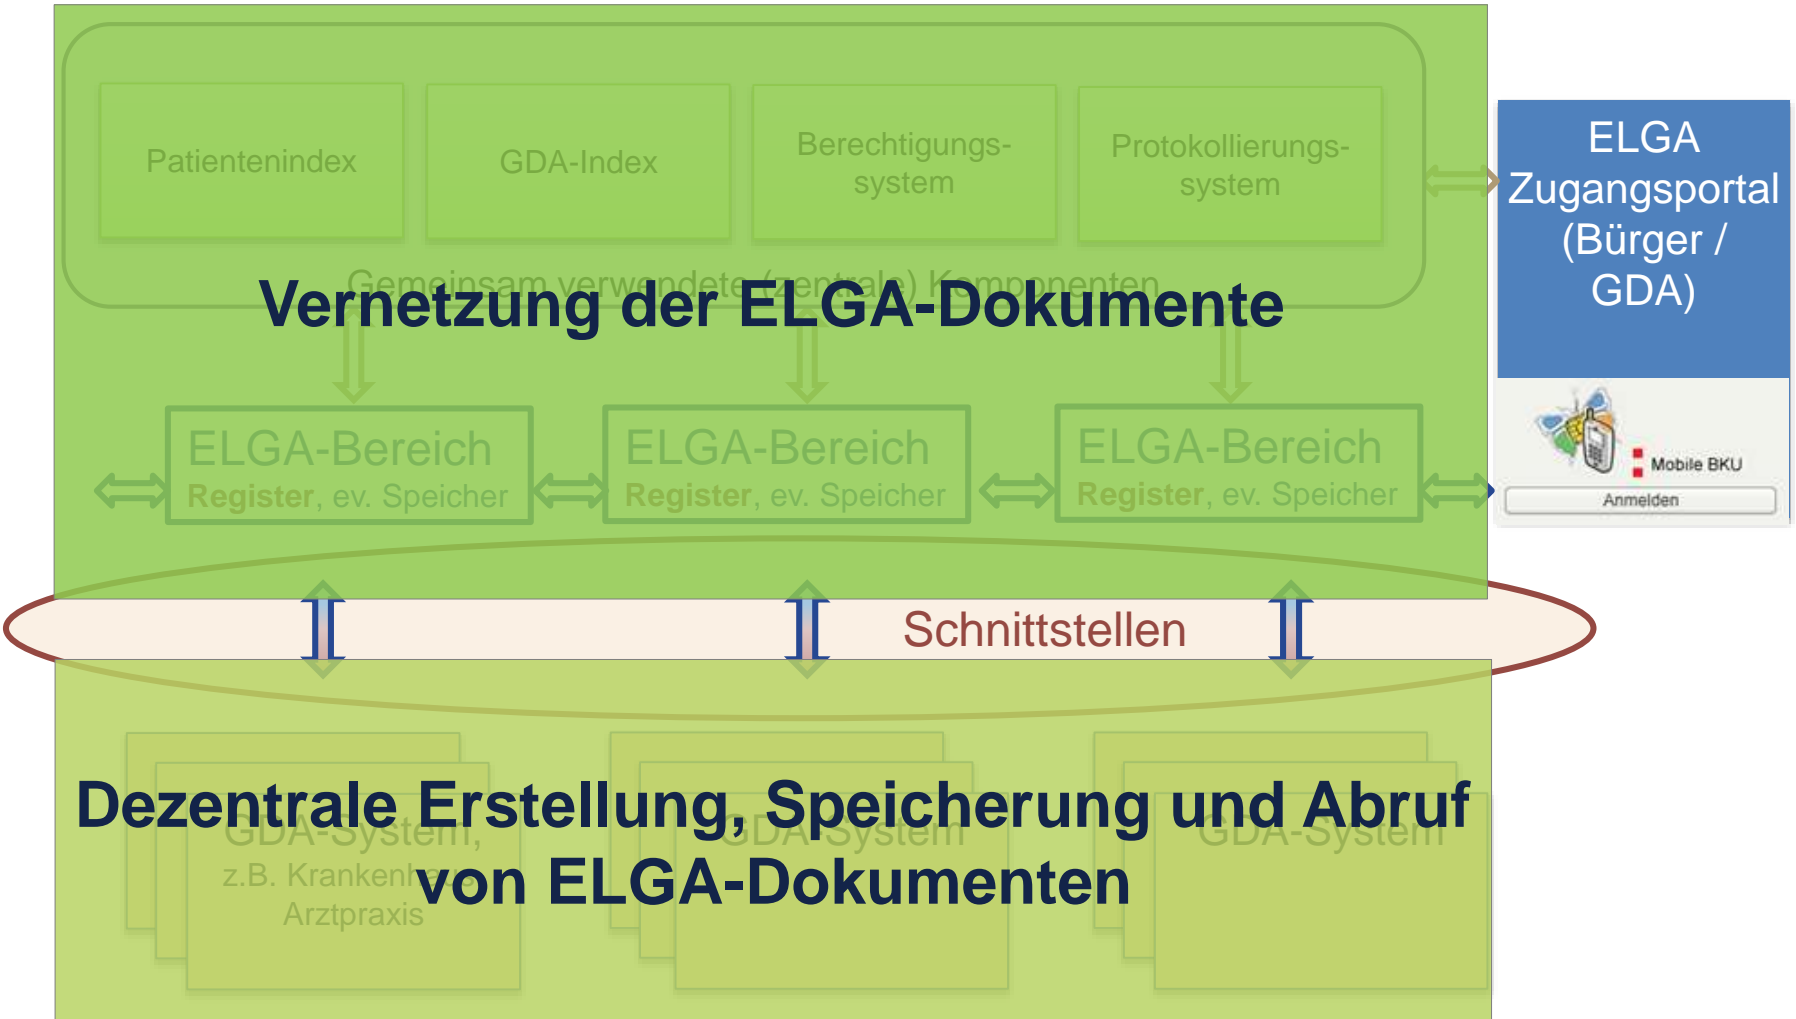 Patientenindex
GDA-Index
Berechtigungs-
system
Protokollierungs-
system
Gemeinsam verwendete (zentrale) Komponenten
Vernetzung der ELGA-Dokumente
ELGA
Zugangsportal
(Bürger /
GDA)
Mobile BKU
Anmelden
ELGA-Bereich
Register, ev. Speicher
ELGA-Bereich
Register, ev. Speicher
ELGA-Bereich
Register, ev. Speicher
Schnittstellen
Dezentrale Erstellung, Speicherung und Abruf
von ELGA-Dokumenten
GDA-System,
z.B. Krankenhaus
Arztpraxis
GDA-System
GDA-System